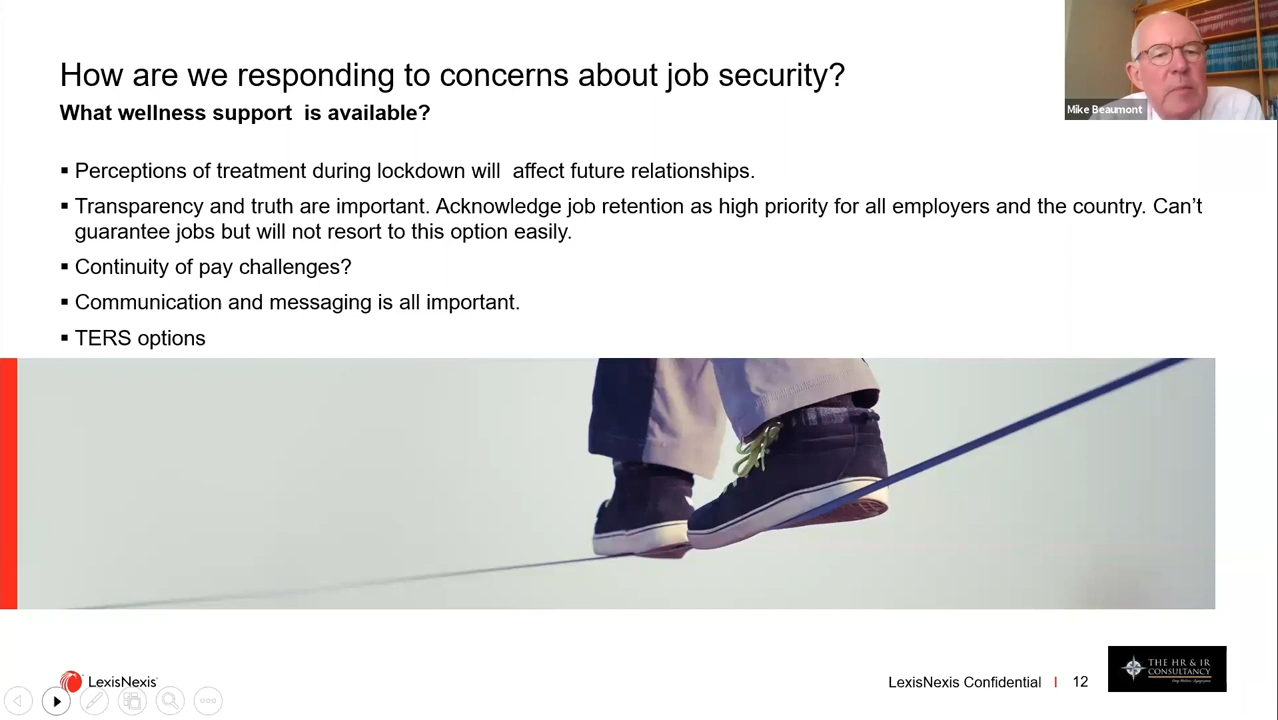 How are we responding to concerns about job security?
Mike Beaumont
What wellness support  is available?
▪ Perceptions of treatment during lockdown will  affect future relationships.
▪ Transparency and truth are important. Acknowledge job retention as high priority for all employers and the country. Can’t
guarantee jobs but will not resort to this option easily.
▪ Continuity of pay challenges?
▪ Communication and messaging is all important.
▪ TERS options
LexisNexis
LexisNexis Confidential | 12
THE HR & IR
CONSULTANCY